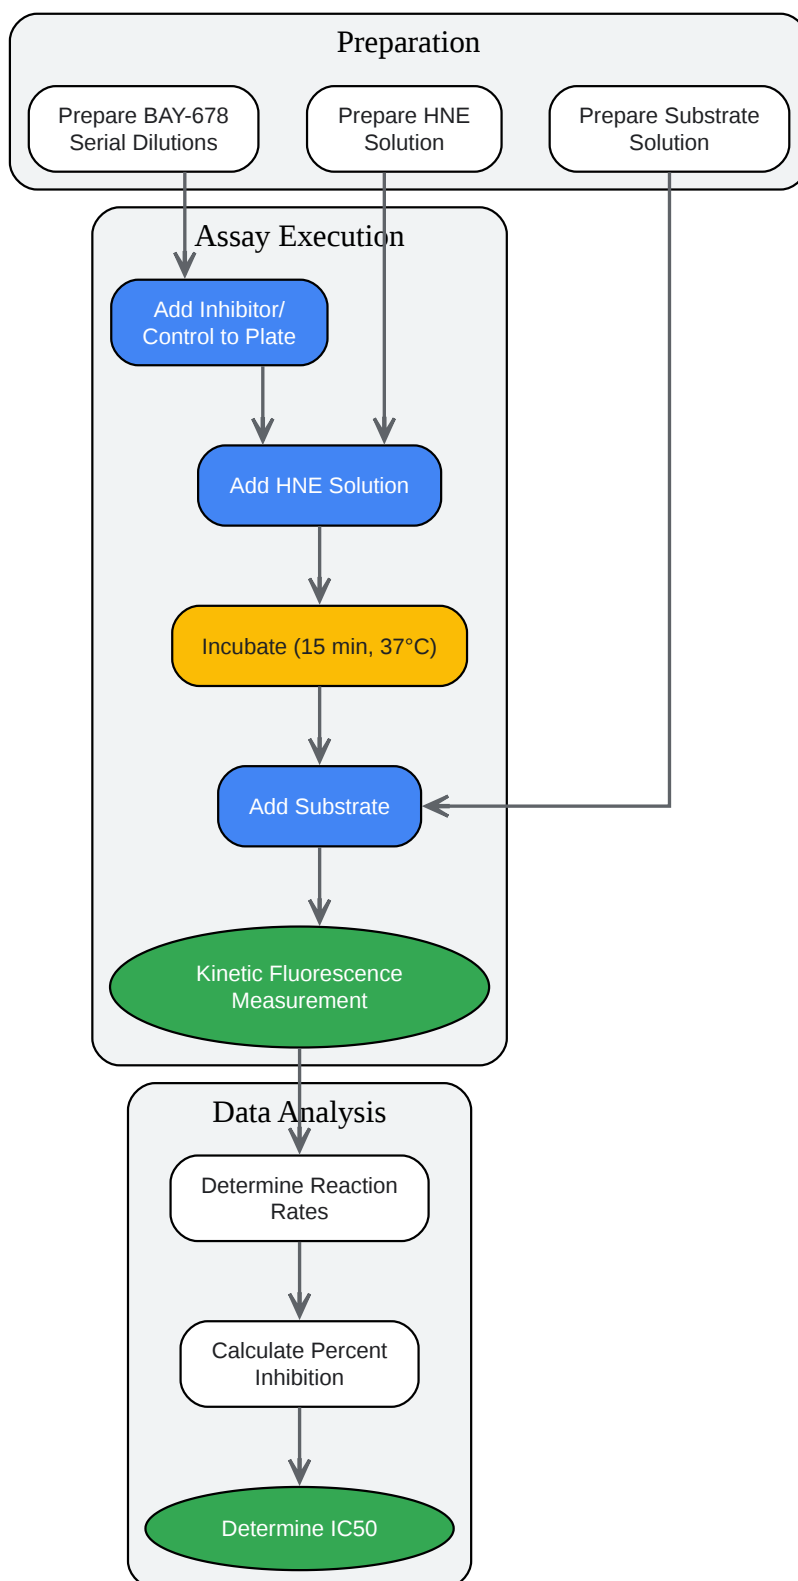 Preparation
Prepare BAY-678
Serial Dilutions
Prepare HNE
Solution
Prepare Substrate
Solution
Assay Execution
Add Inhibitor/
Control to Plate
Add HNE Solution
Incubate (15 min, 37°C)
Add Substrate
Kinetic Fluorescence
Measurement
Data Analysis
Determine Reaction
Rates
Calculate Percent
Inhibition
Determine IC50